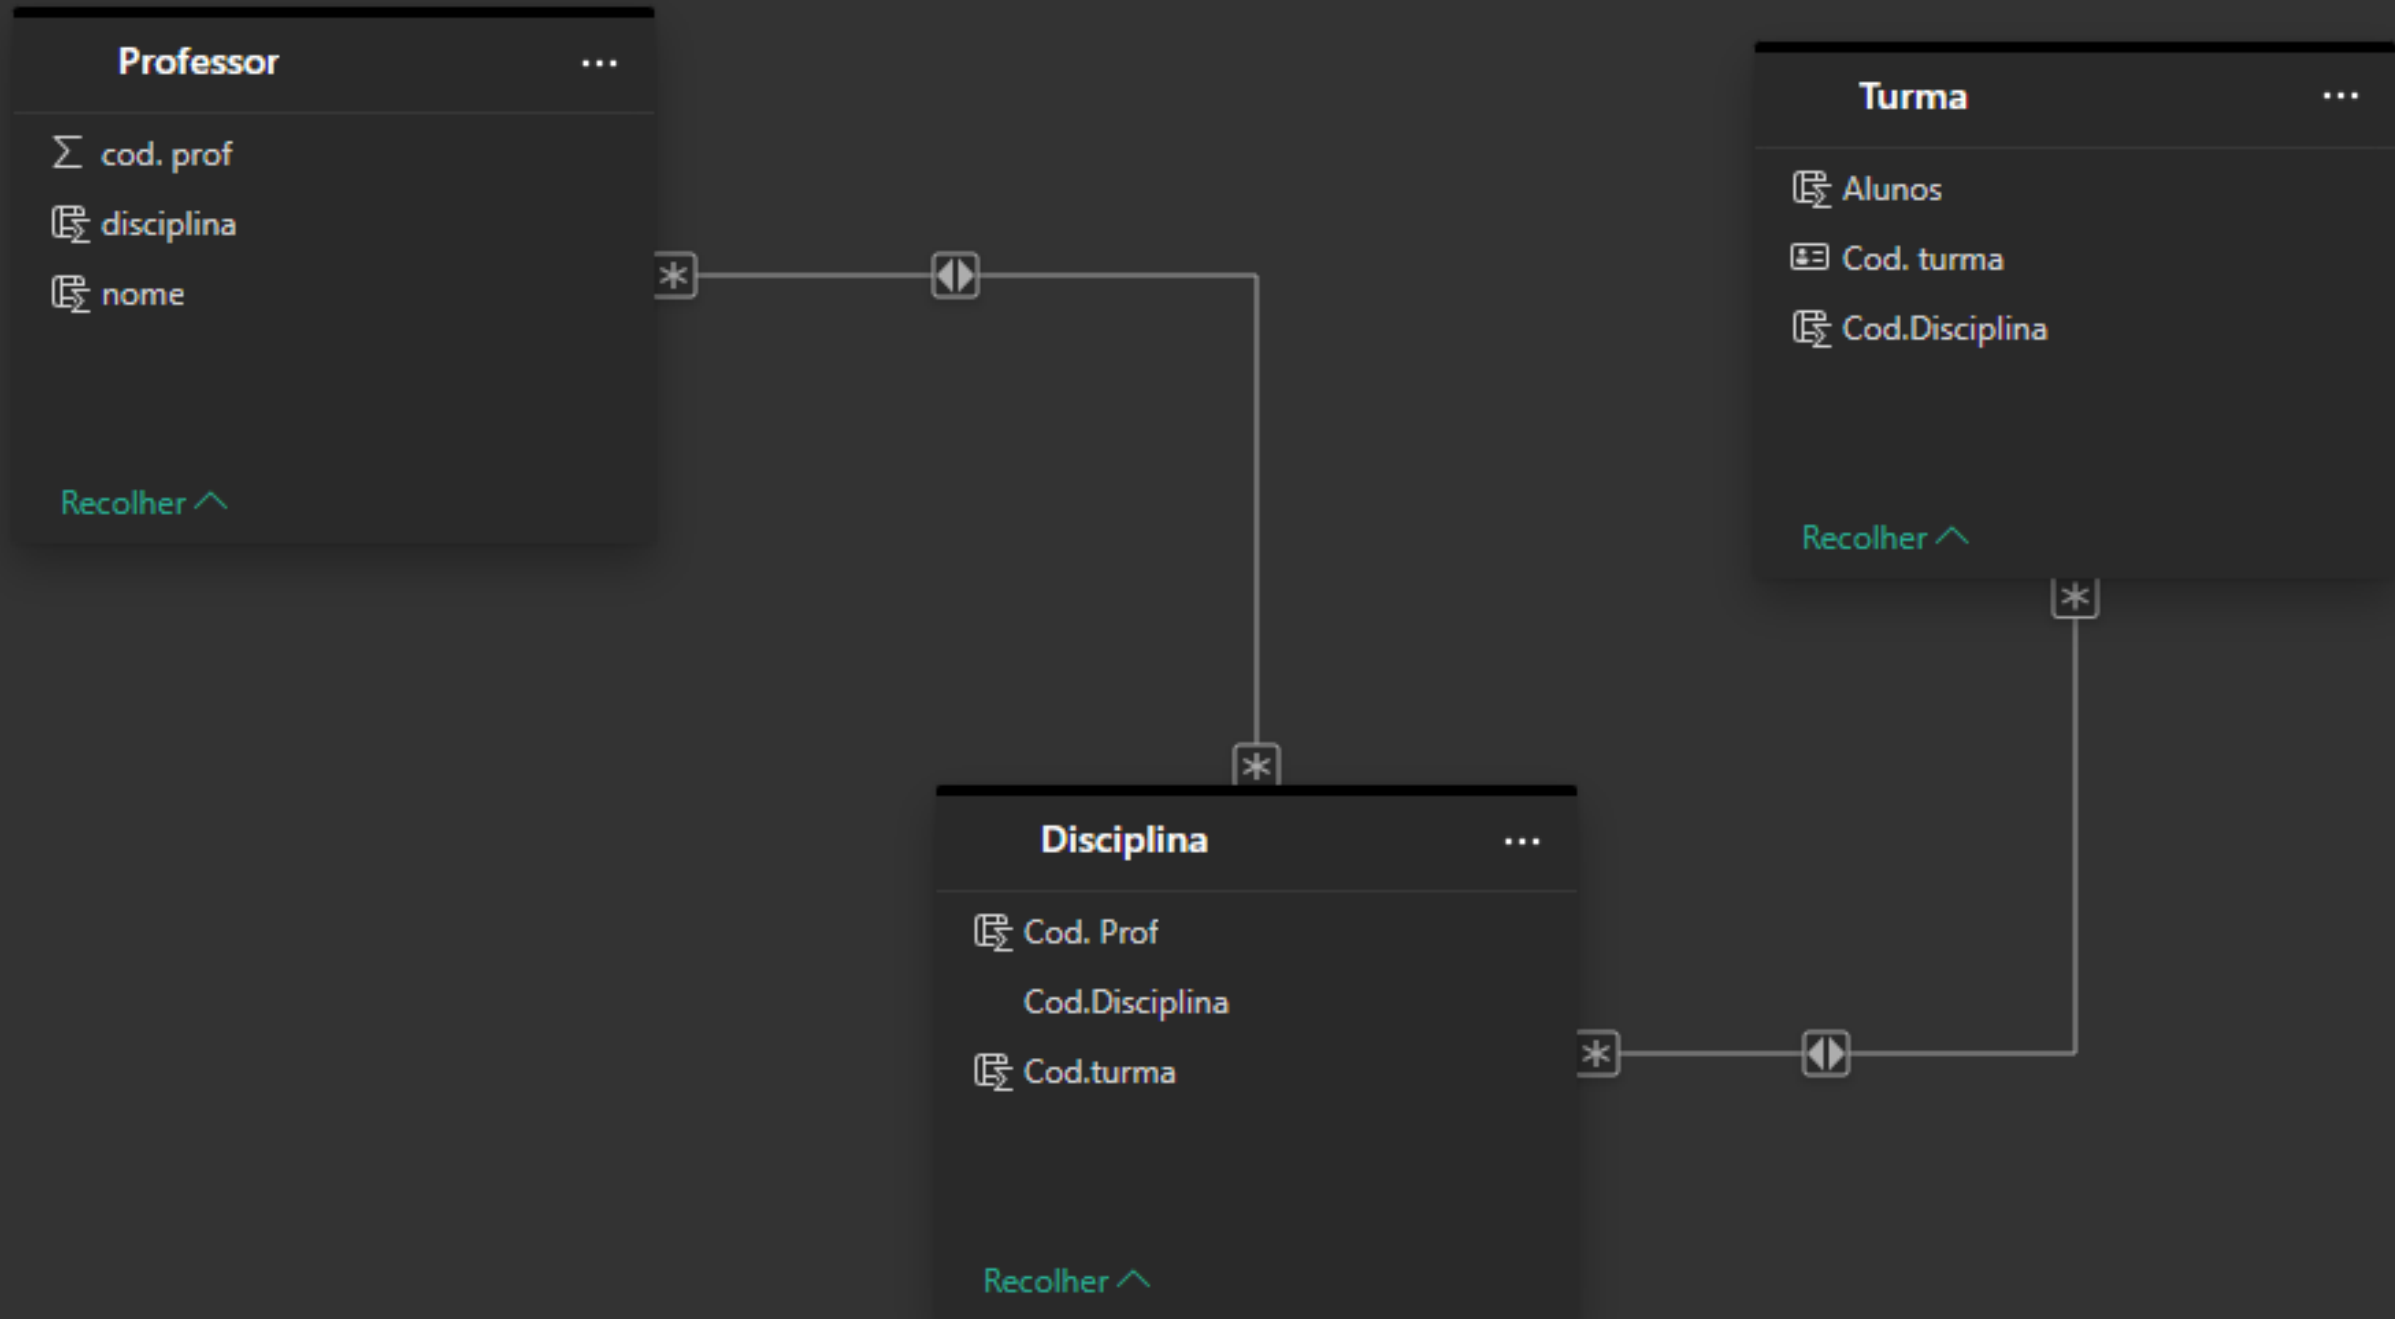 Professor
cod. prof
disciplina
nome
Recolher
Turma
Alunos
Cod. turma
Cod.Disciplina
Recolher
Disciplina
Cod. Prof
Cod.Disciplina
Cod.turma
Recolher